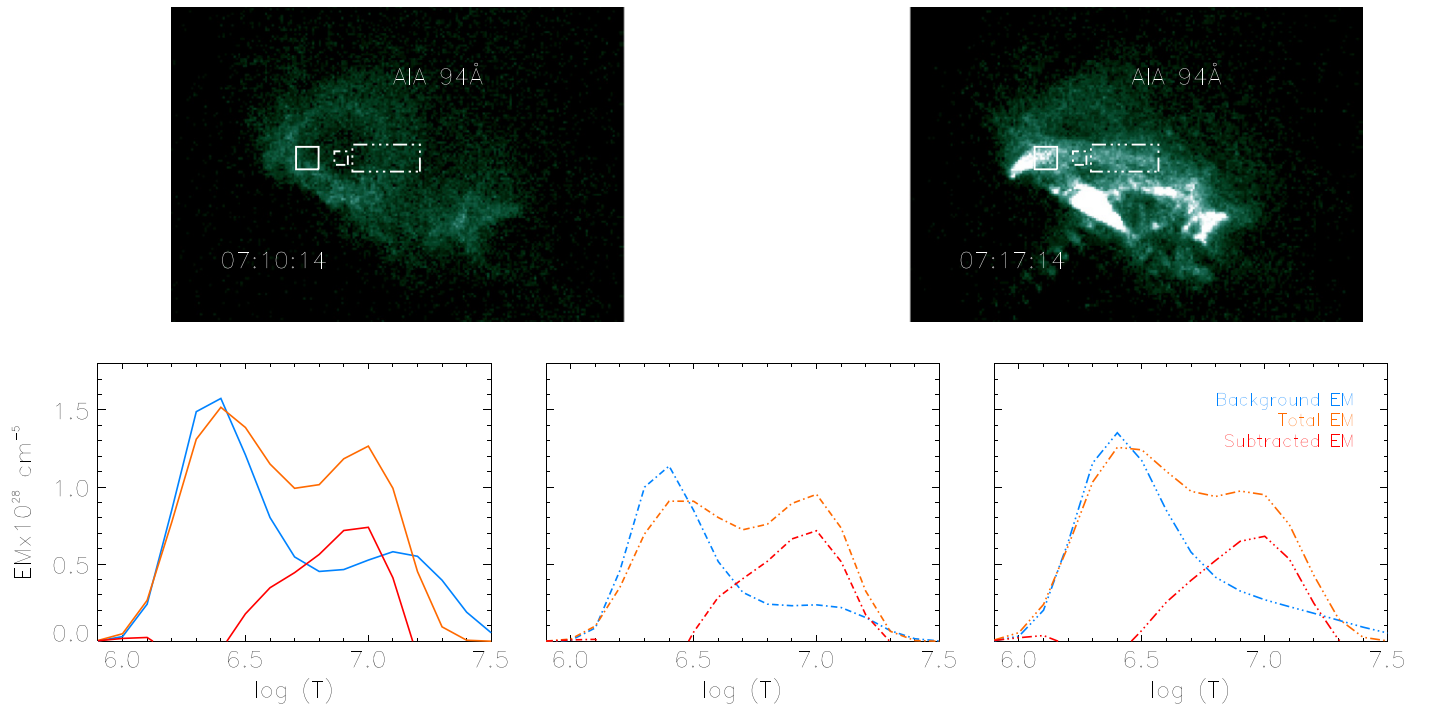 AIA 94Å
07:10:14
AIA 94Å
07:17:14
EMx10²⁸ cm⁻⁵
1.5
1.0
0.5
0.0
6.0 6.5 7.0 7.5
log (T)
6.0 6.5 7.0 7.5
log (T)
Background EM
Total EM
Subtracted EM
6.0 6.5 7.0 7.5
log (T)